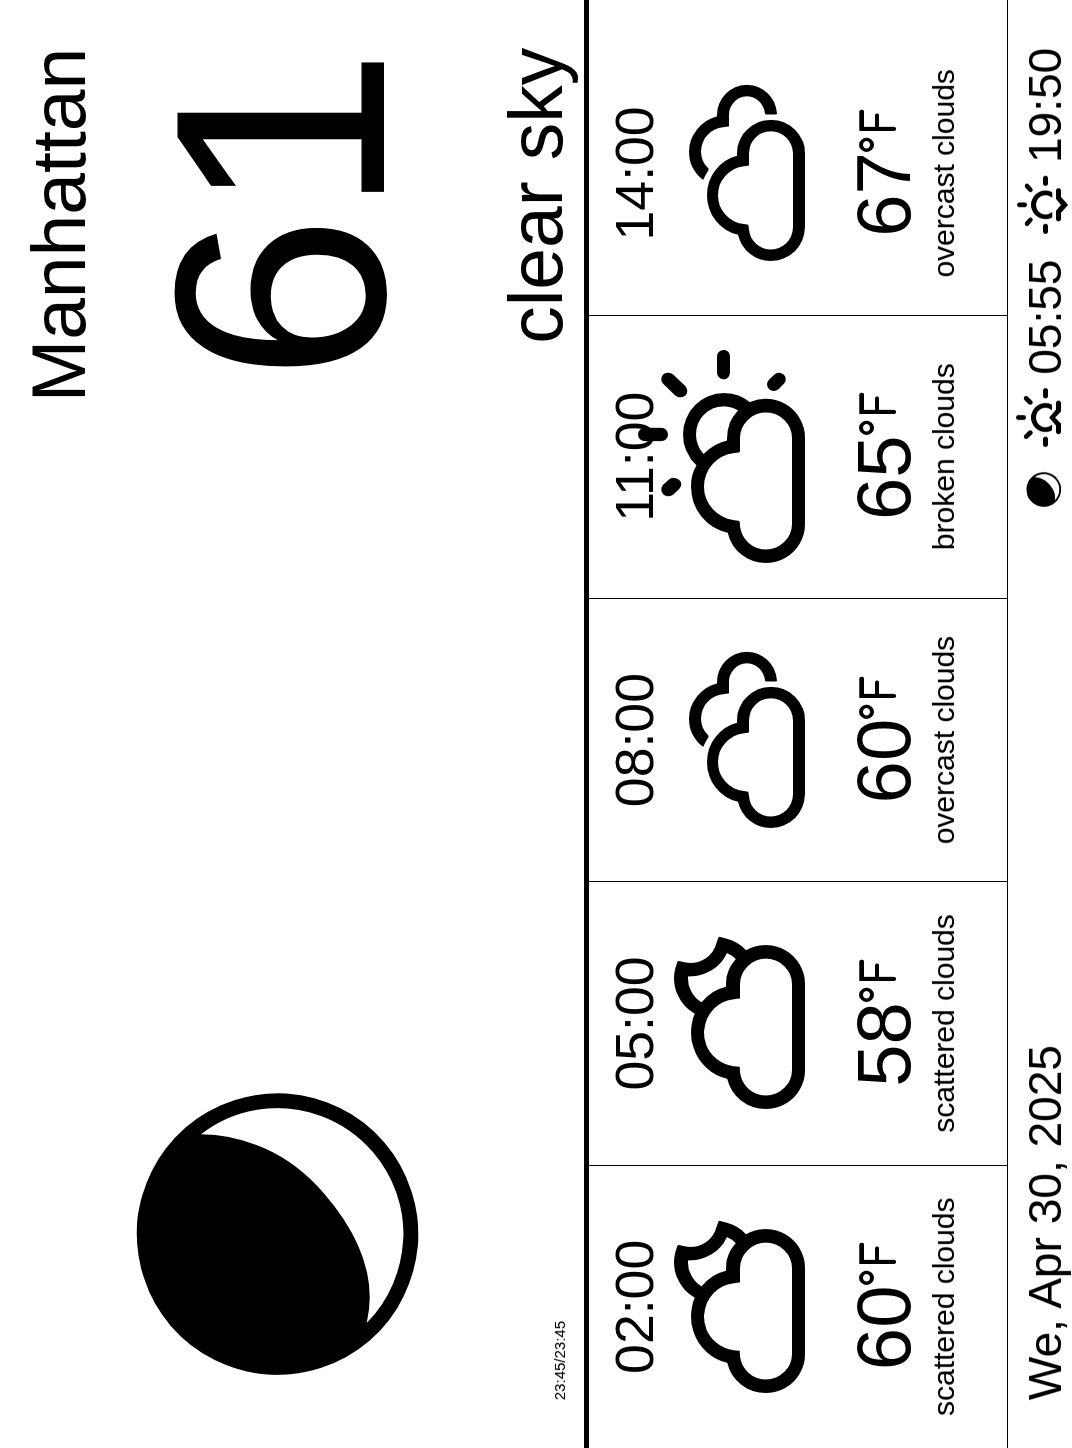 Manhattan
61
clear sky
23:45/23:45
02:00
60°F
scattered clouds
05:00
58°F
scattered clouds
08:00
60°F
overcast clouds
11:00
65°F
broken clouds
14:00
67°F
overcast clouds
We, Apr 30, 2025
05:55
19:50